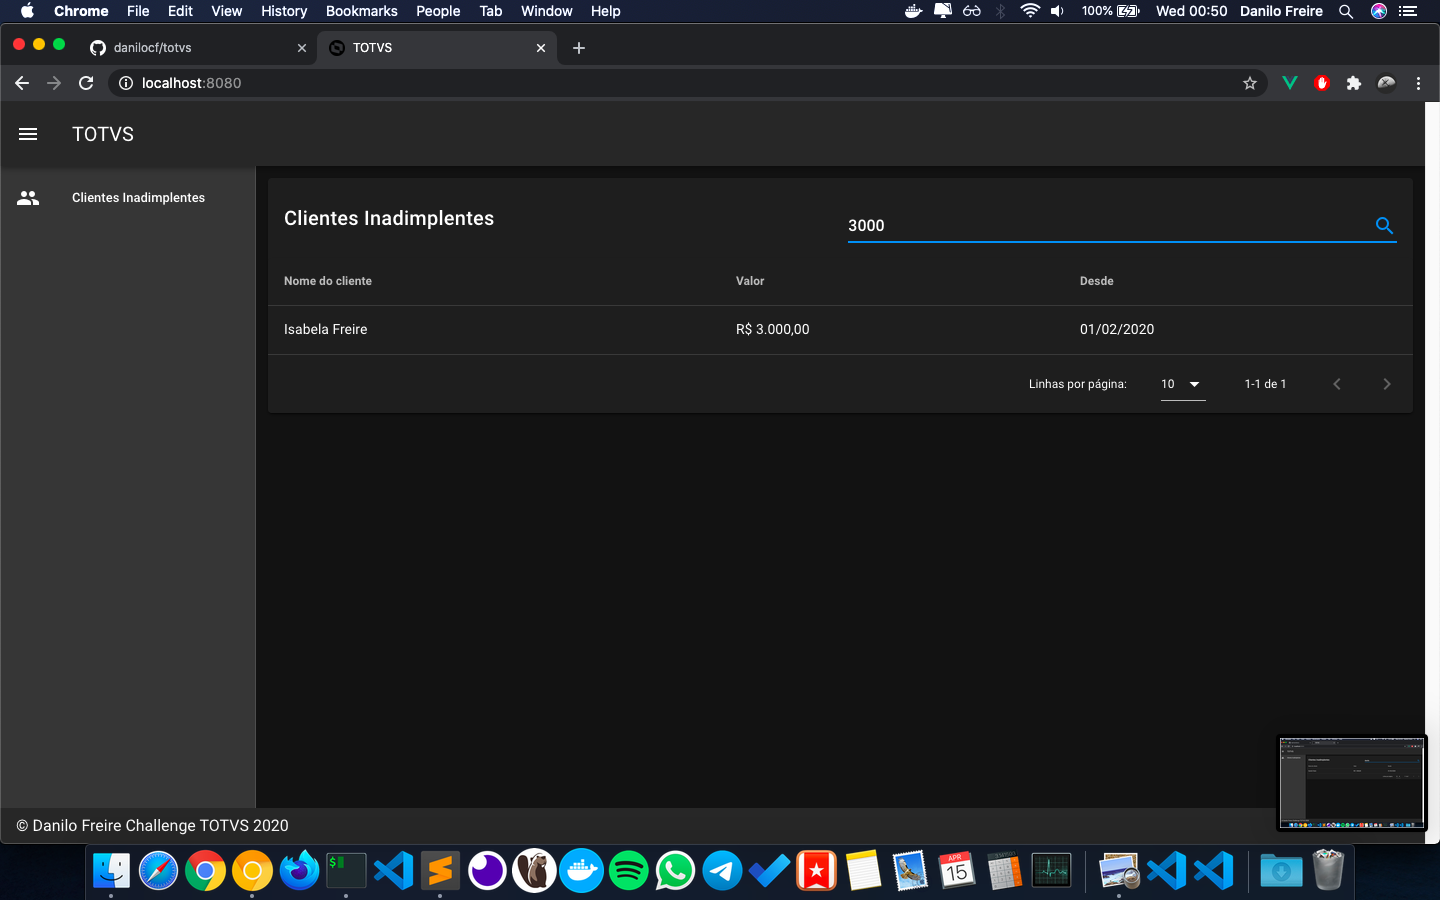 Chrome File Edit View History Bookmarks People Tab Window Help 100% Wed 00:50 Danilo Freire
danilocf/totvs TOTVS
localhost:8080
TOTVS
Clientes Inadimplentes
Clientes Inadimplentes
3000
Nome do cliente Valor Desde
Isabela Freire R$ 3.000,00 01/02/2020
Linhas por página: 10 1-1 de 1
© Danilo Freire Challenge TOTVS 2020
APR
15